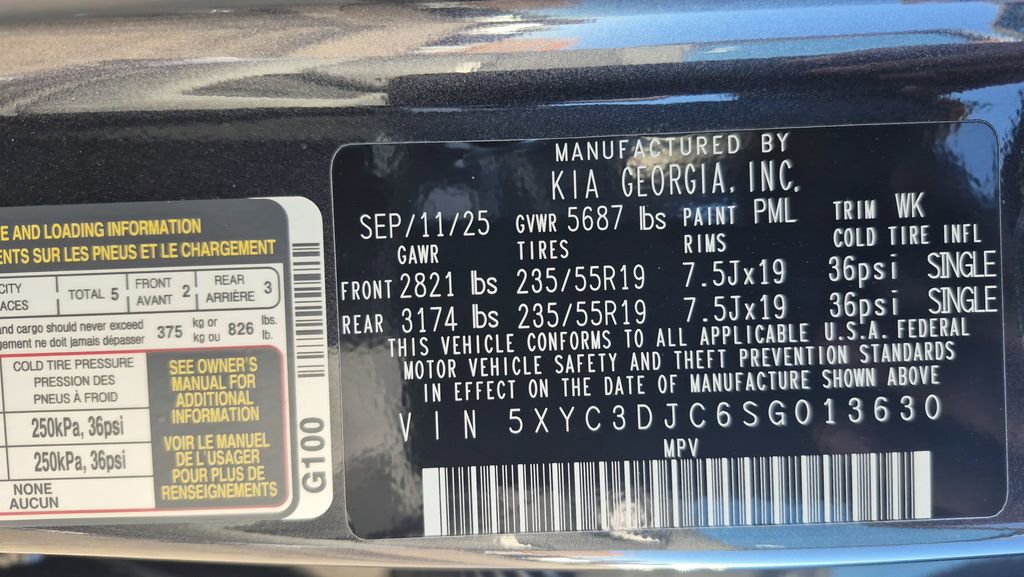 E AND LOADING INFORMATION
ENTS SUR LES PNEUS ET LE CHARGEMENT
CITY
ACES
TOTAL 5
FRONT
AVANT 2
REAR
ARRIÈRE 3
and cargo should never exceed
gement ne doit jamais dépasser
375 kg or
kg ou
826 lbs.
lb.
COLD TIRE PRESSURE
PRESSION DES
PNEUS À FROID
250kPa, 36psi
250kPa, 36psi
NONE
AUCUN
SEE OWNER'S
MANUAL FOR
ADDITIONAL
INFORMATION
VOIR LE MANUEL
DE L'USAGER
POUR PLUS DE
RENSEIGNEMENTS
G100
MANUFACTURED BY
KIA GEORGIA, INC.
SEP/11/25 GVWR 5687 lbs PAINT PML TRIM WK
GAWR TIRES RIMS COLD TIRE INFL
FRONT 2821 lbs 235/55R19 7.5Jx19 36psi SINGLE
REAR 3174 lbs 235/55R19 7.5Jx19 36psi SINGLE
THIS VEHICLE CONFORMS TO ALL APPLICABLE U.S.A. FEDERAL
MOTOR VEHICLE SAFETY AND THEFT PREVENTION STANDARDS
IN EFFECT ON THE DATE OF MANUFACTURE SHOWN ABOVE
VIN 5XYC3DJC6SG013630
MPV